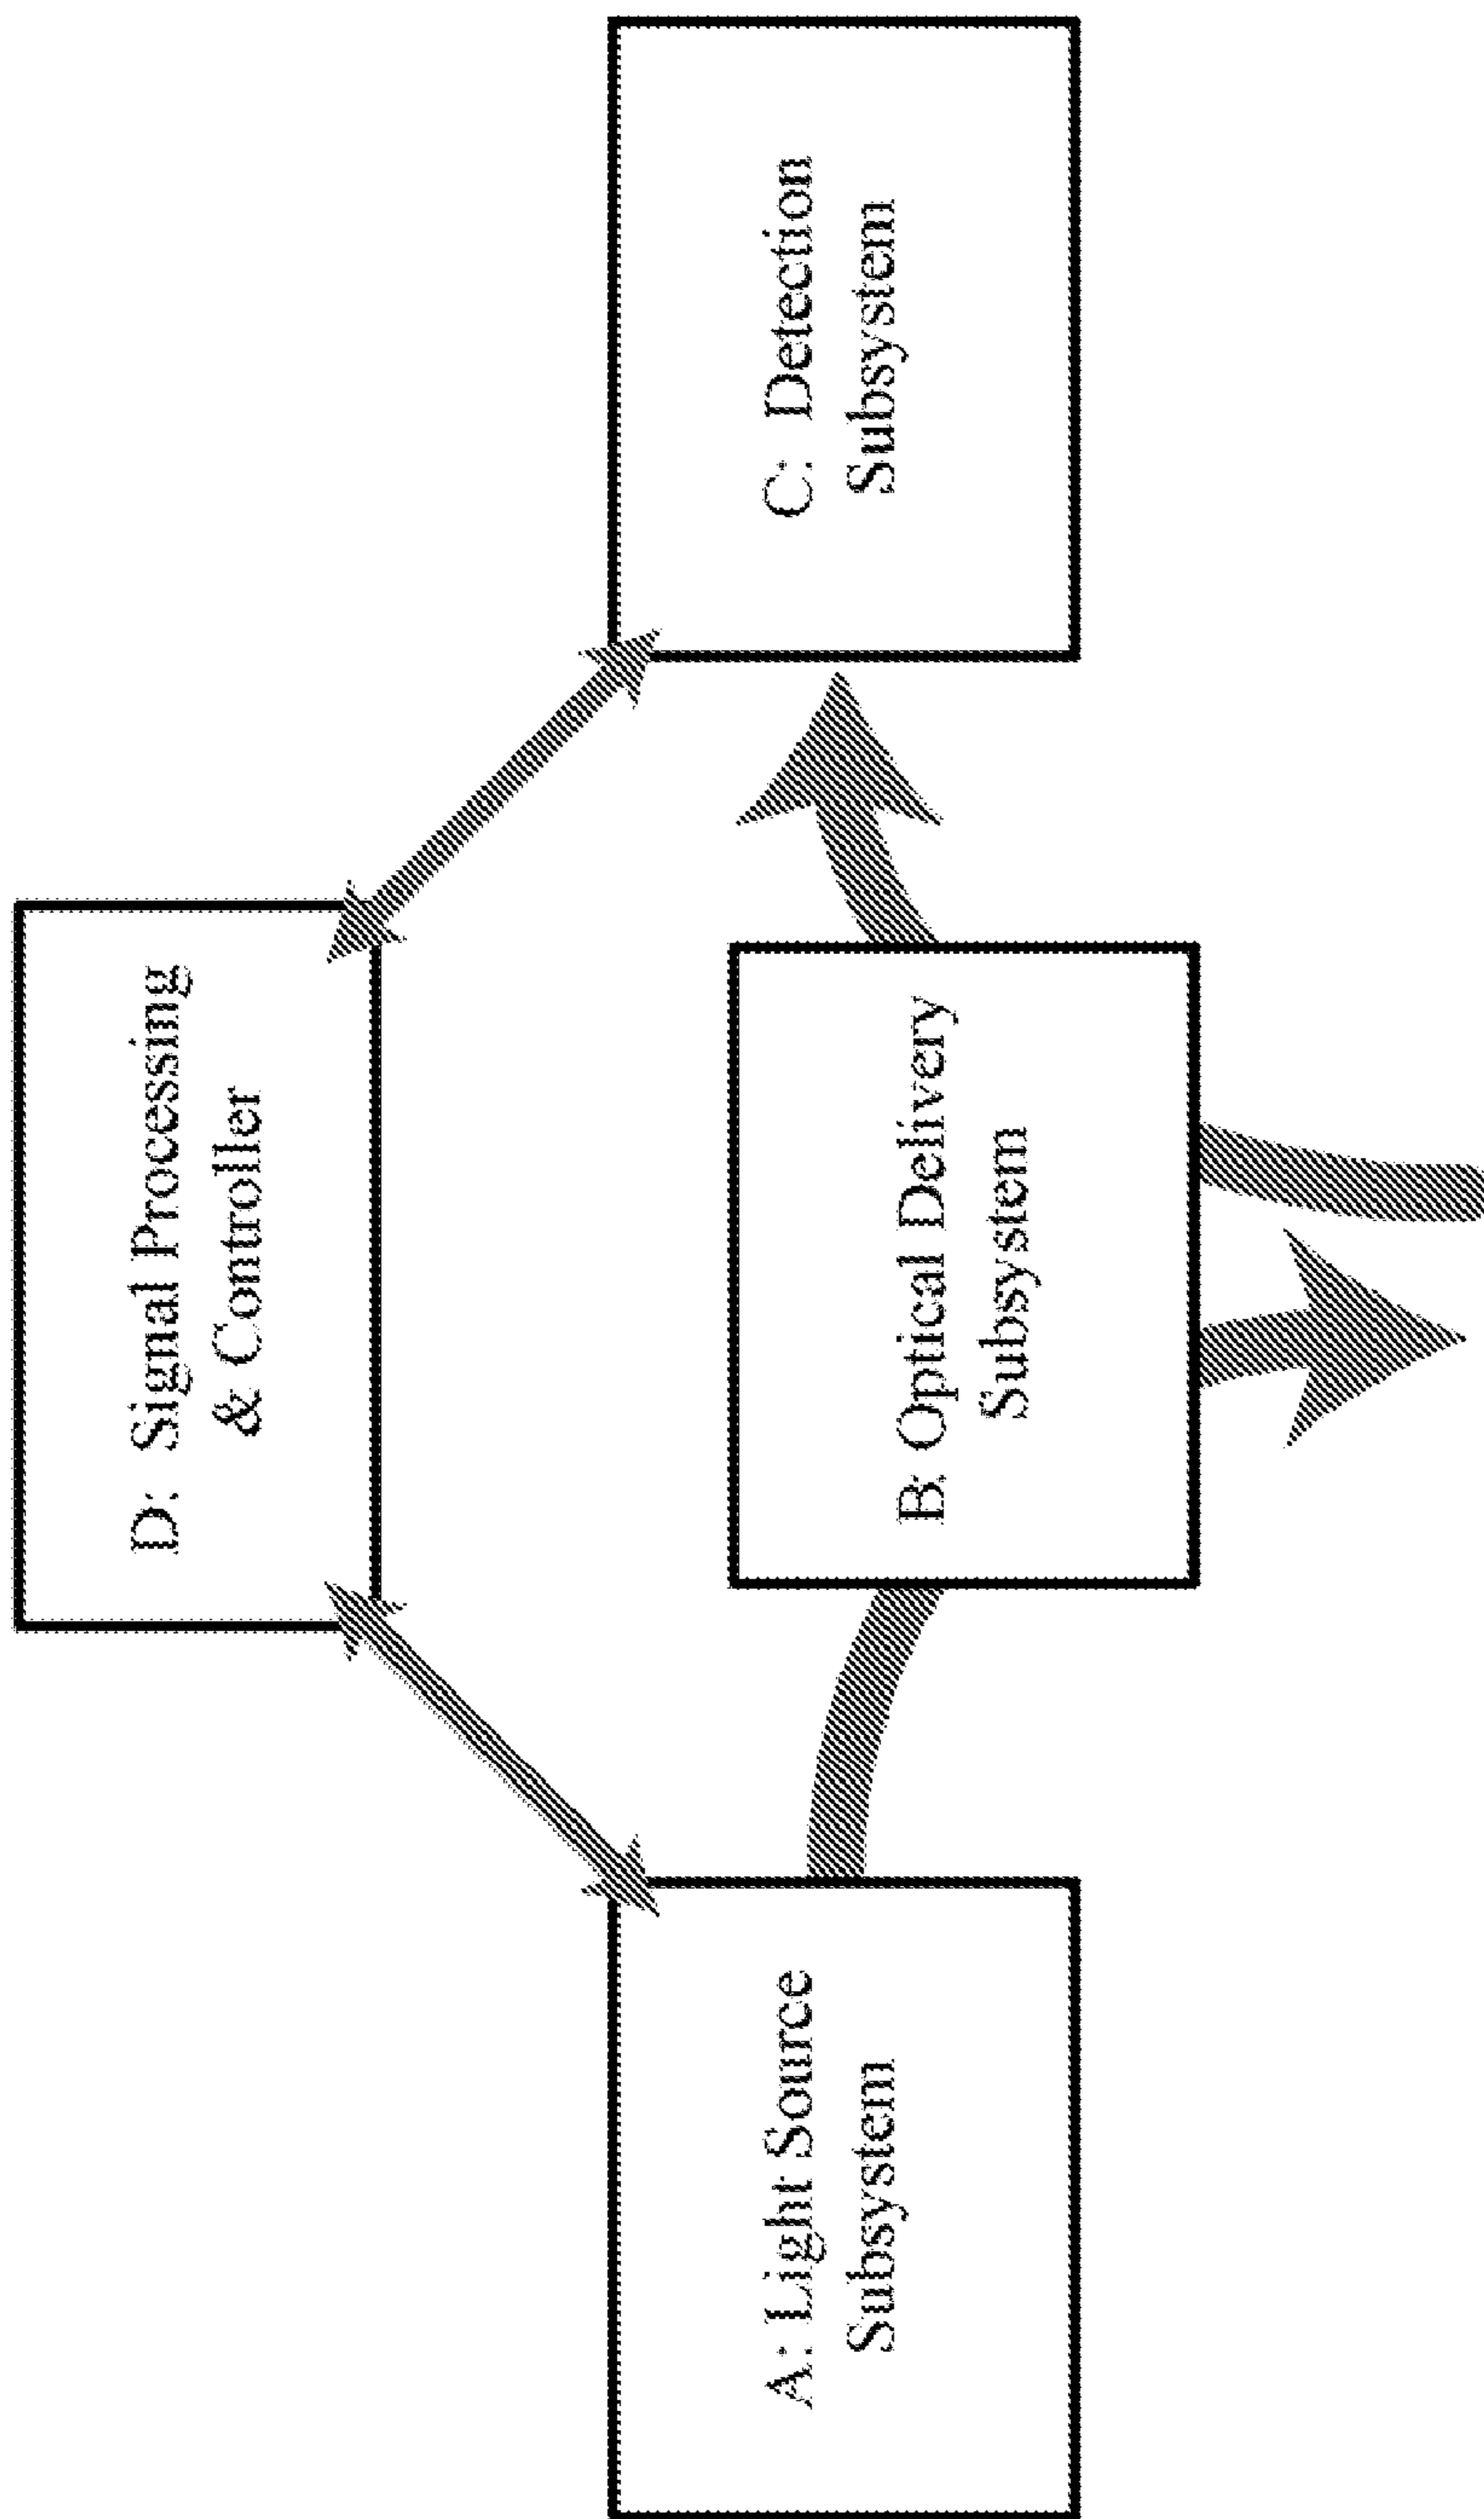 D: Signal Processing
& Controller
A: Light Source
Subsystem
B: Optical Delivery
Subsystem
C: Detection
Subsystem